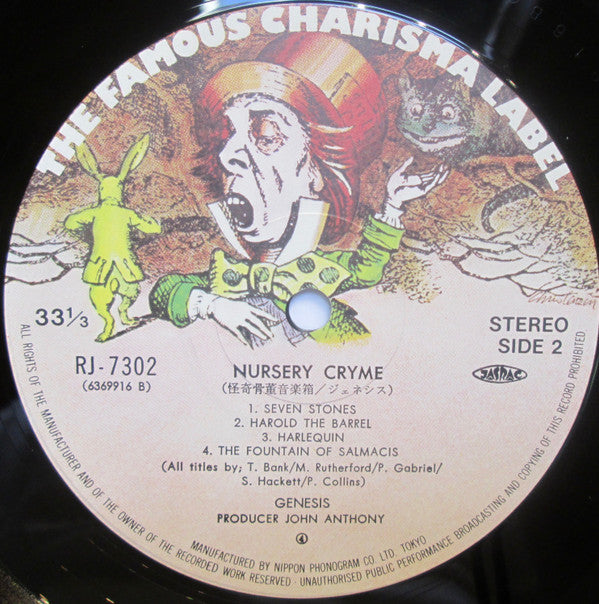 THE FAMOUS CHARISMA LABEL
33⅓
STEREO
SIDE 2
RJ-7302
(6369916 B)
JASRAC
NURSERY CRYME
(怪奇骨董音楽箱/ジェネシス)
1. SEVEN STONES
2. HAROLD THE BARREL
3. HARLEQUIN
4. THE FOUNTAIN OF SALMACIS
(All titles by; T. Bank/M. Rutherford/P. Gabriel/
S. Hackett/P. Collins)
GENESIS
PRODUCER JOHN ANTHONY
4
MANUFACTURED BY NIPPON PHONOGRAM CO LTD. TOKYO
ALL RIGHTS OF THE MANUFACTURER AND OF THE OWNER OF THE RECORDED WORK RESERVED · UNAUTHORISED PUBLIC PERFORMANCE BROADCASTING AND COPYING OF THIS RECORD PROHIBITED